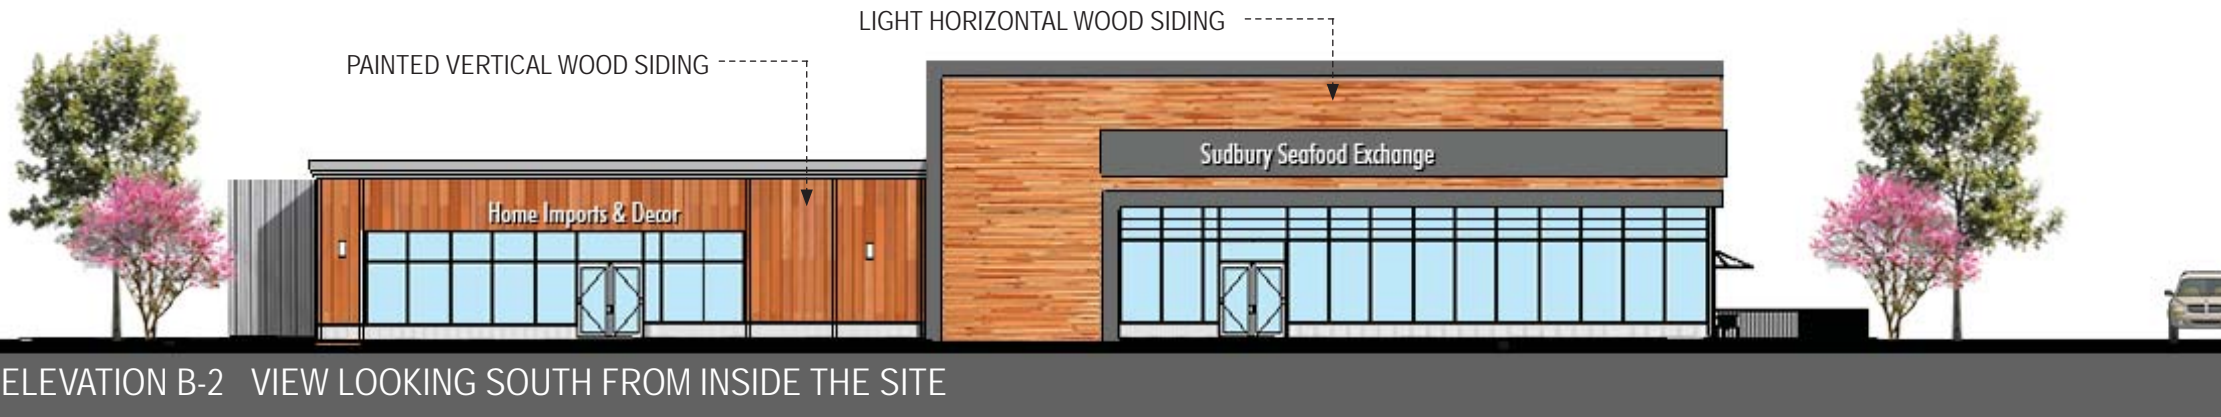 LIGHT HORIZONTAL WOOD SIDING
PAINTED VERTICAL WOOD SIDING
Sudbury Seafood Exchange
Home Imports & Decor
ELEVATION B-2 VIEW LOOKING SOUTH FROM INSIDE THE SITE